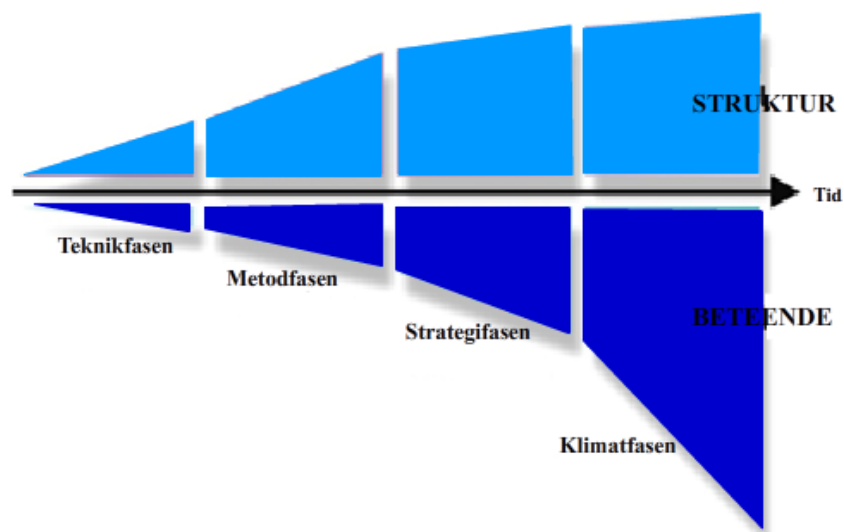 STRUKTUR
Tid
Teknikfasen
Metodfasen
BETEENDE
Strategifasen
Klimatfasen